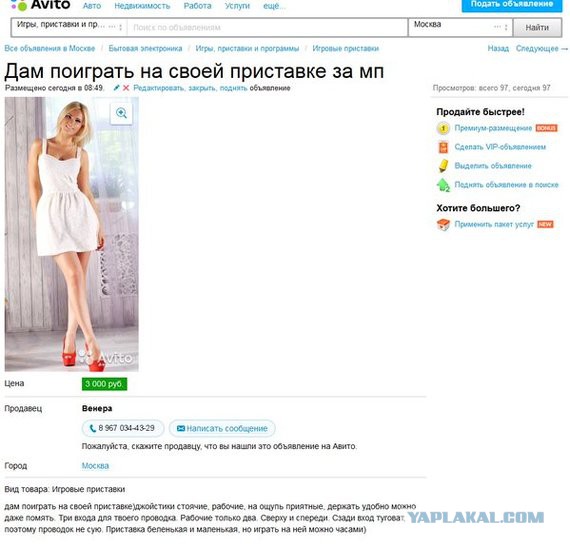 Avito Авто Недвижимость Работа Услуги ещё... Подать объявление
Игры, приставки и пр... Поиск по объявлениям Москва ... Найти
Все объявления в Москве / Бытовая электроника / Игры, приставки и программы / Игровые приставки Назад Следующее →
Дам поиграть на своей приставке за мп
Размещено сегодня в 08:49. Редактировать, закрыть, поднять объявление
Просмотров: всего 97, сегодня 97
Продайте быстрее!
Премиум-размещение BONUS
Сделать VIP-объявлением
Выделить объявление
Поднять объявление в поиске
Хотите большего?
Применить пакет услуг NEW
Avito
Цена 3 000 руб.
Продавец Венера
8 967 034-43-29 Написать сообщение
Пожалуйста, скажите продавцу, что вы нашли это объявление на Авито.
Город Москва
Вид товара: Игровые приставки
дам поиграть на своей приставке)джойстики стоячие, рабочие, на ощупь приятные, держать удобно можно
даже помять. Три входа для твоего проводка. Рабочие только два. Сверху и спереди. Сзади вход туговат,
поэтому проводок не сую. Приставка беленькая и маленькая, но играть на ней можно часами)
YAPLAKAL.COM